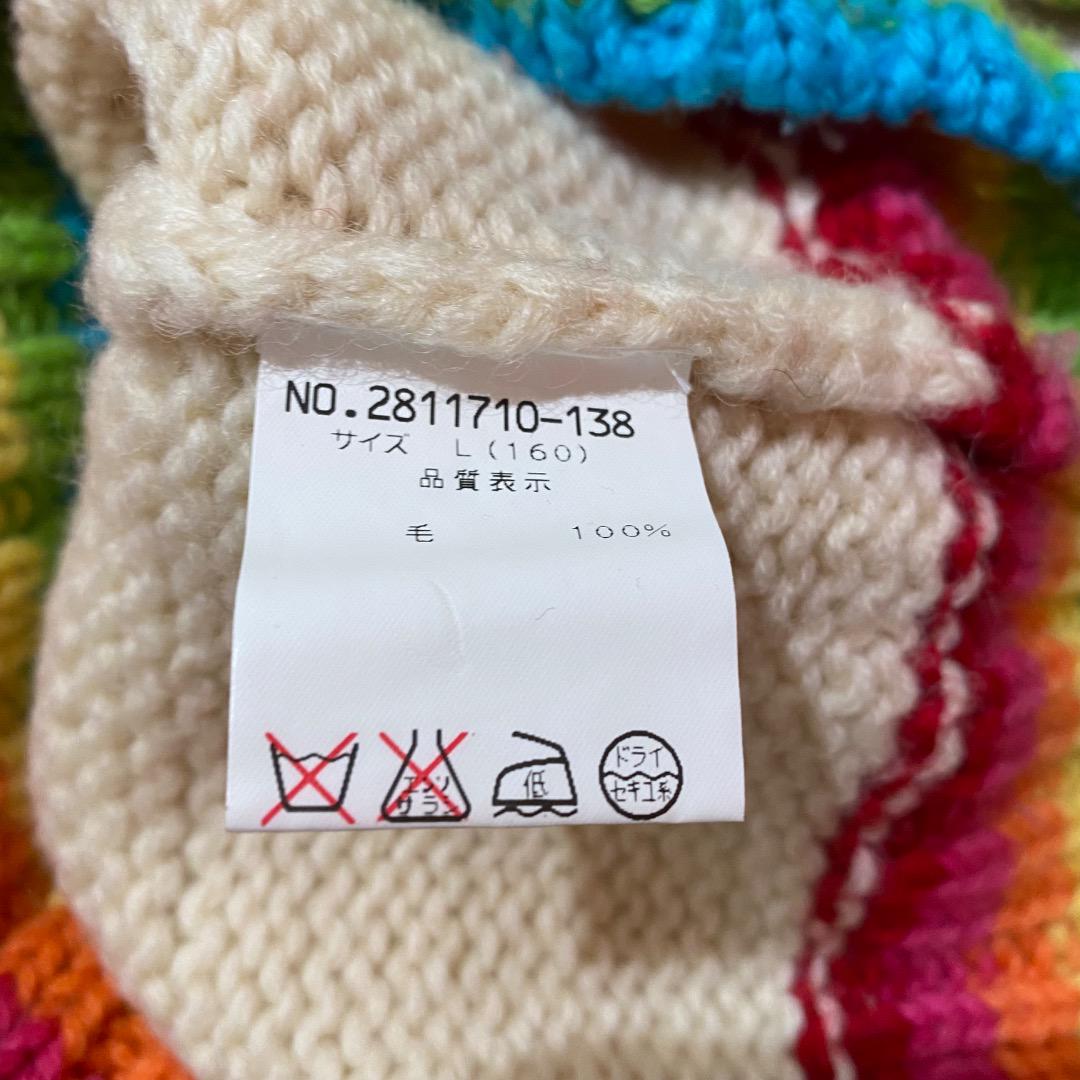 NO.2811710-138
サイズ L(160)
品質表示
毛 100%
エンソ
サラシ
低
ドライ
セキユ系